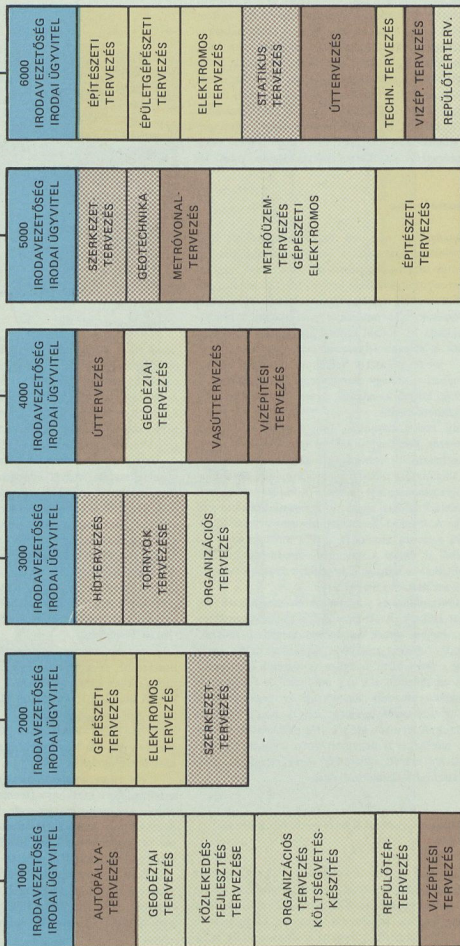 1000
IRODAVEZETŐSÉG
IRODAI ÜGYVITEL
AUTÓPÁLYA-
TERVEZÉS
GEODÉZIAI
TERVEZÉS
KÖZLEKEDÉS-
FEJLESZTÉS
TERVEZÉSE
ORGANIZÁCIÓS
TERVEZÉS
KÖLTSÉGVETÉS-
KÉSZÍTÉS
REPÜLŐTÉR-
TERVEZÉS
VÍZÉPÍTÉSI
TERVEZÉS
2000
IRODAVEZETŐSÉG
IRODAI ÜGYVITEL
GÉPÉSZETI
TERVEZÉS
ELEKTROMOS
TERVEZÉS
SZERKEZET-
TERVEZÉS
3000
IRODAVEZETŐSÉG
IRODAI ÜGYVITEL
HÍDTERVEZÉS
TORNYOK
TERVEZÉSE
ORGANIZÁCIÓS
TERVEZÉS
4000
IRODAVEZETŐSÉG
IRODAI ÜGYVITEL
ÚTTERVEZÉS
GEODÉZIAI
TERVEZÉS
VASÚTTERVEZÉS
VÍZÉPÍTÉSI
TERVEZÉS
5000
IRODAVEZETŐSÉG
IRODAI ÜGYVITEL
SZERKEZET
TERVEZÉS
GEOTECHNIKA
METRÓVONAL-
TERVEZÉS
METRÓÜZEM-
TERVEZÉS
GÉPÉSZETI
ELEKTROMOS
ÉPITÉSZETI
TERVEZÉS
6000
IRODAVEZETŐSÉG
IRODAI ÜGYVITEL
ÉPÍTÉSZETI
TERVEZÉS
ÉPÜLETGÉPÉSZETI
TERVEZÉS
ELEKTROMOS
TERVEZÉS
STATIKUS
TERVEZÉS
ÚTTERVEZÉS
TECHN. TERVEZÉS
VIZÉP. TERVEZÉS
REPÜLŐTÉRTERV.